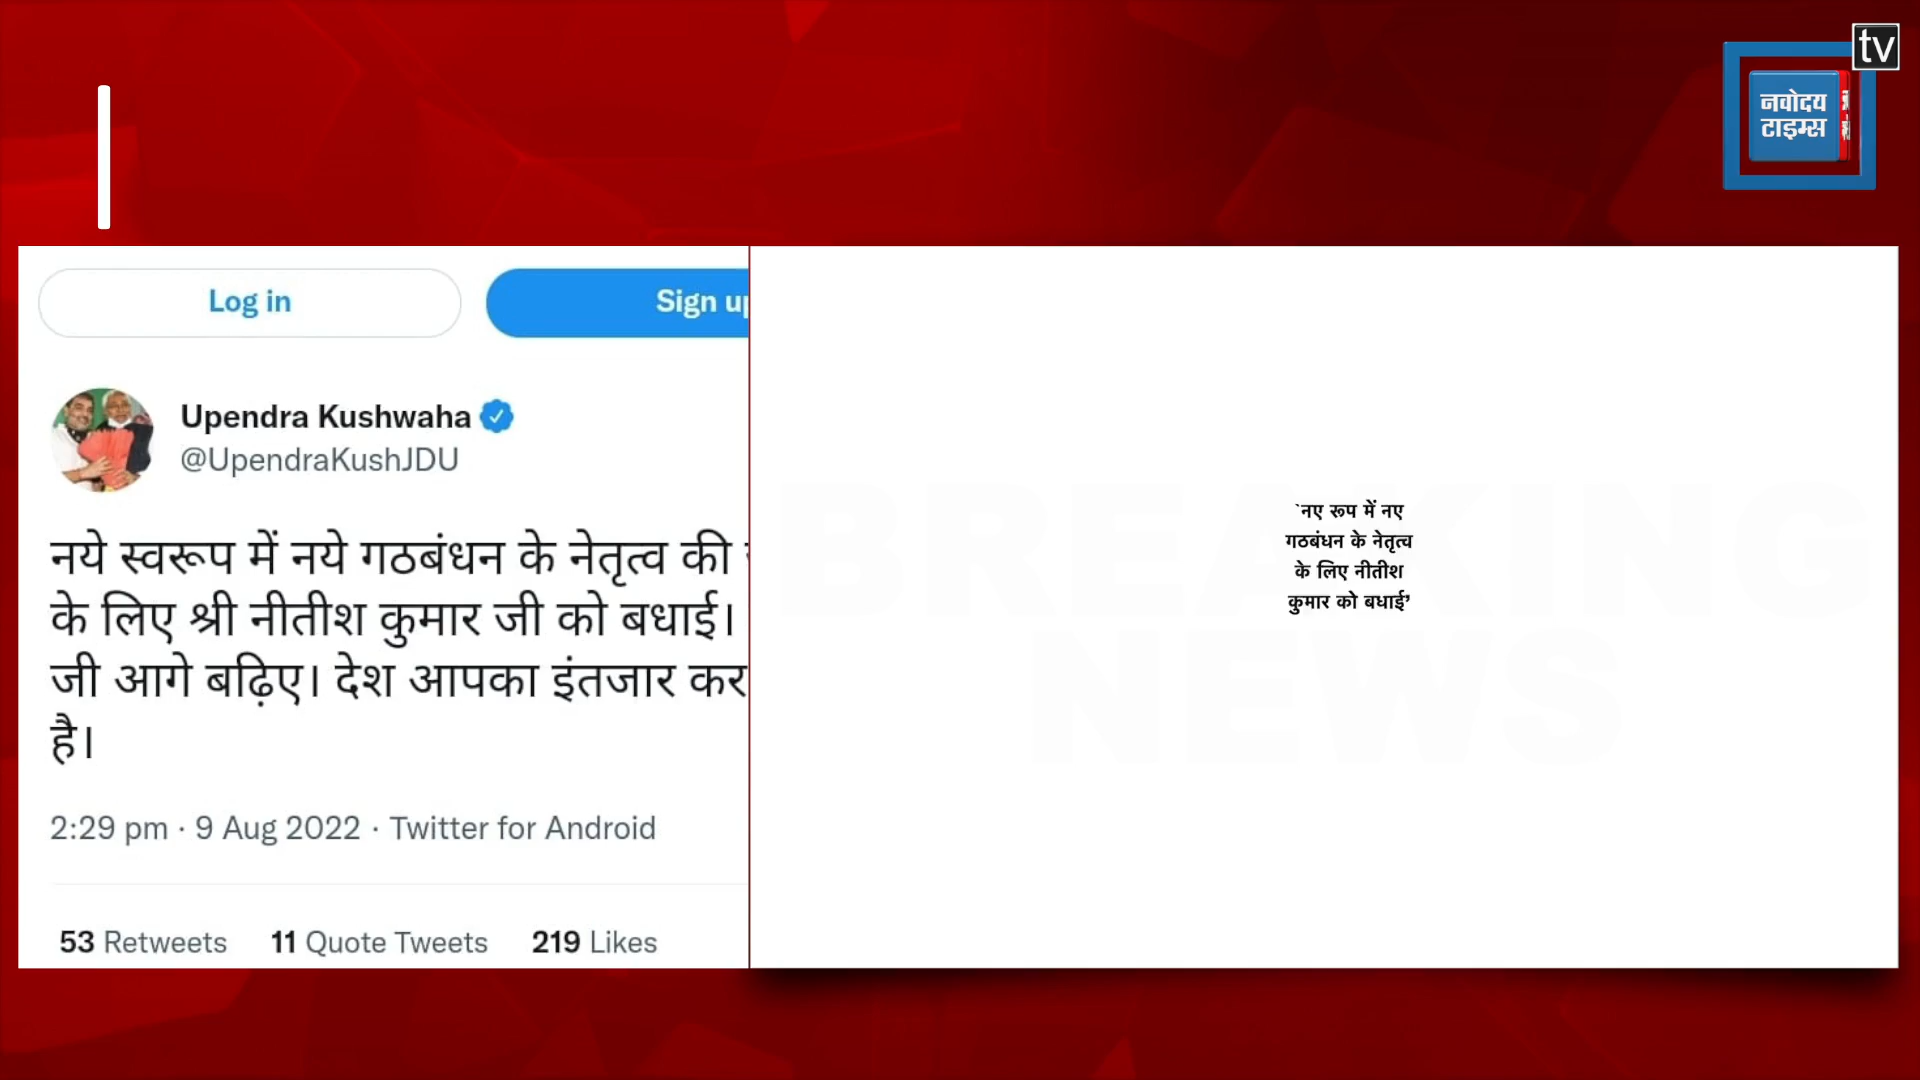 tv
नवोदय
टाइम्स
Log in
Sign up
Upendra Kushwaha
@UpendraKushJDU
नये स्वरूप में नये गठबंधन के नेतृत्व की
के लिए श्री नीतीश कुमार जी को बधाई।
जी आगे बढ़िए। देश आपका इंतजार कर
है।
2:29 pm · 9 Aug 2022 · Twitter for Android
53 Retweets 11 Quote Tweets 219 Likes
BREAKING
NEWS
`नए रूप में नए
गठबंधन के नेतृत्व
के लिए नीतीश
कुमार को बधाई’